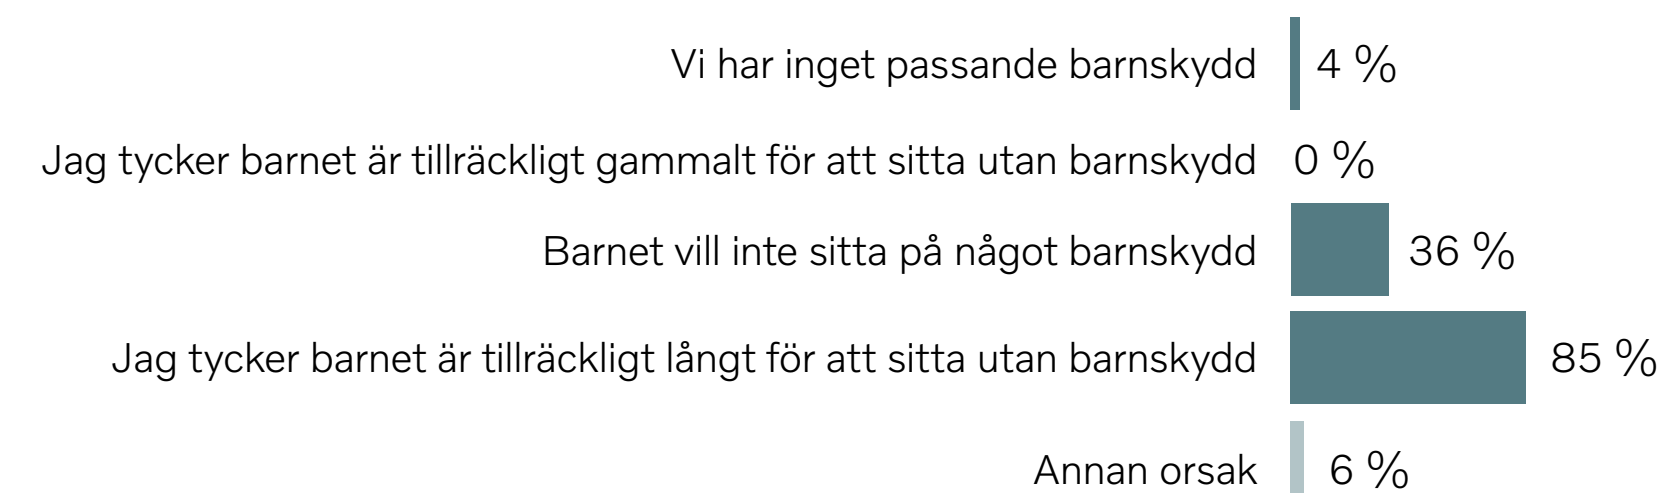 Vi har inget passande barnskydd 4 %
Jag tycker barnet är tillräckligt gammalt för att sitta utan barnskydd 0 %
Barnet vill inte sitta på något barnskydd 36 %
Jag tycker barnet är tillräckligt långt för att sitta utan barnskydd 85 %
Annan orsak 6 %